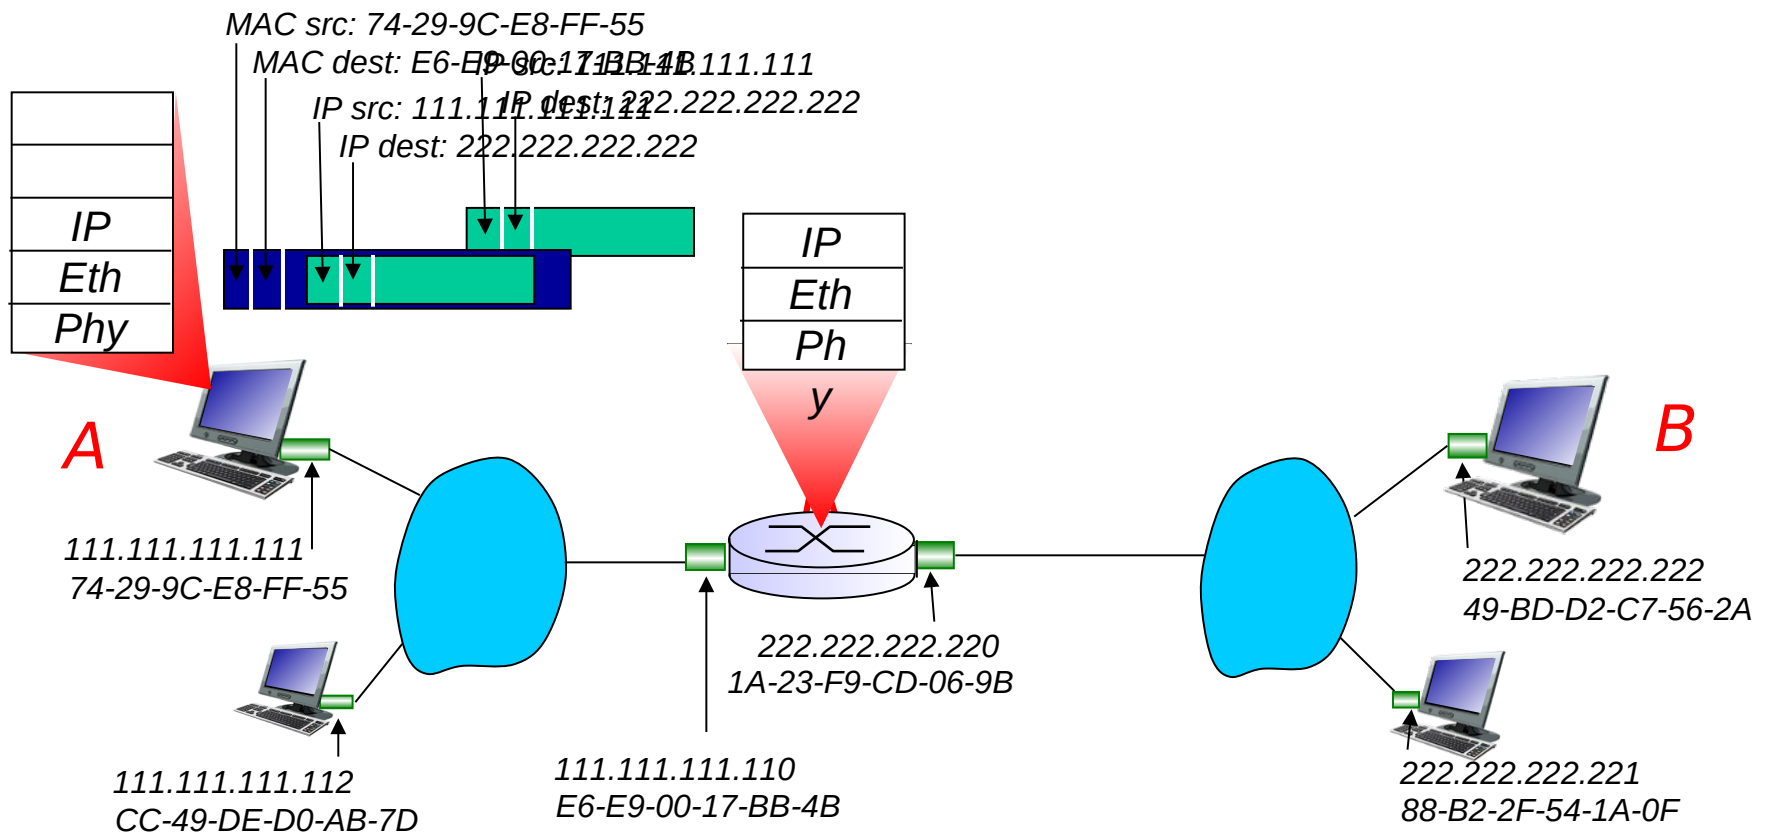 MAC src: 74-29-9C-E8-FF-55
MAC dest: E6-E9-00-17-BB-4B
IP src: 111.111.111.111
IP dest: 222.222.222.222
IP src: 111.111.111.111
IP dest: 222.222.222.222
IP
Eth
Phy
IP
Eth
Ph
y
A
B
111.111.111.111
74-29-9C-E8-FF-55
222.222.222.222
49-BD-D2-C7-56-2A
222.222.222.220
1A-23-F9-CD-06-9B
111.111.111.112
CC-49-DE-D0-AB-7D
111.111.111.110
E6-E9-00-17-BB-4B
222.222.222.221
88-B2-2F-54-1A-0F